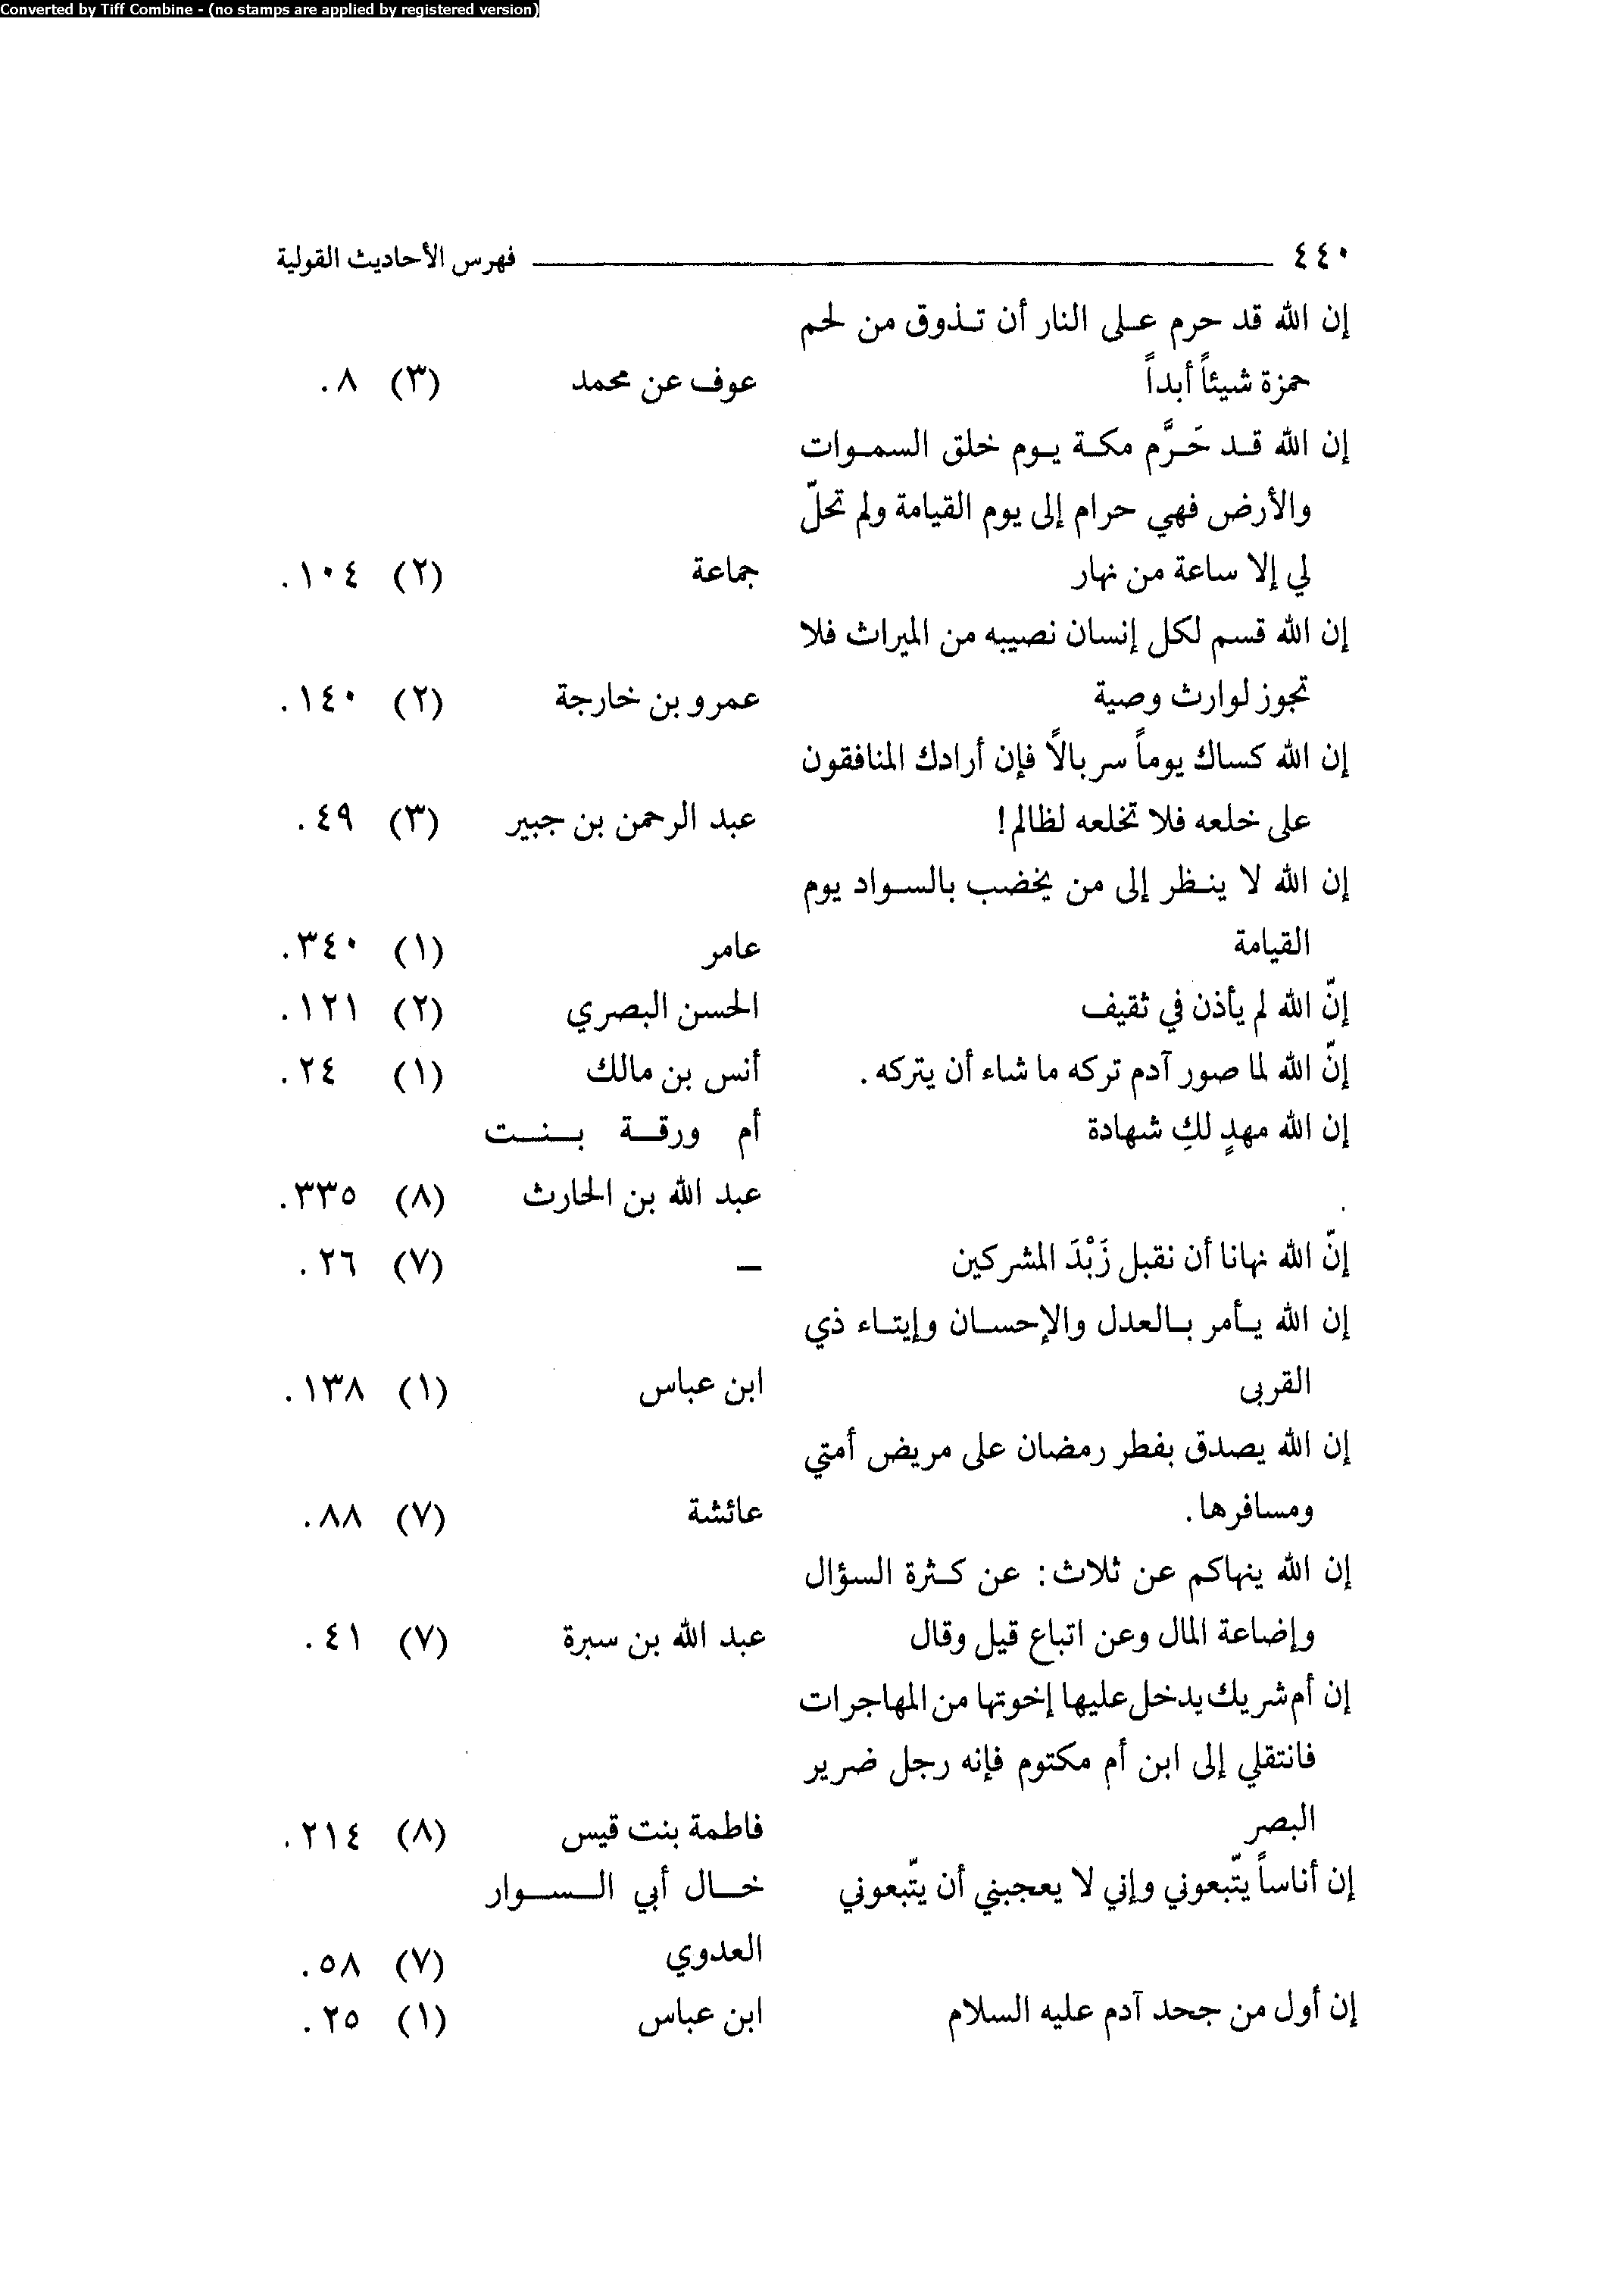 Converted by Tiff Combine - (no stamps are applied by registered version)
٤٤٠ فهرس الأحاديث القولية
إن الله قد حرم على النار أن تذوق من لحم
حمزة شيئاً أبداً عوف عن محمد (٣) ٨.
إن الله قد حَرَّم مكة يوم خلق السموات
والأرض فهي حرام إلى يوم القيامة ولم تحلّ
لي إلا ساعة من نهار جماعة (٢) ١٠٤.
إن الله قسم لكل إنسان نصيبه من الميراث فلا
تجوز لوارث وصية عمرو بن خارجة (٢) ١٤٠.
إن الله كساك يوماً سربالاً فإن أرادك المنافقون
على خلعه فلا تخلعه لظالم! عبد الرحمن بن جبير (٣) ٤٩.
إن الله لا ينظر إلى من يخضب بالسواد يوم
القيامة عامر (١) ٣٤٠.
إنّ الله لم يأذن في ثقيف الحسن البصري (٢) ١٢١.
إنّ الله لما صور آدم تركه ما شاء أن يتركه. أنس بن مالك (١) ٢٤.
إن الله مهدٍ لكِ شهادة أم ورقة بنت
عبد الله بن الحارث (٨) ٣٣٥.
إنّ الله نهانا أن نقبل زَبْدَ المشركين – (٧) ٢٦.
إن الله يأمر بالعدل والإحسان وإيتاء ذي
القربى ابن عباس (١) ١٣٨.
إن الله يصدق بفطر رمضان على مريض أمتي
ومسافرها. عائشة (٧) ٨٨.
إن الله ينهاكم عن ثلاث: عن كثرة السؤال
وإضاعة المال وعن اتباع قيل وقال عبد الله بن سبرة (٧) ٤١.
إن أم شريك يدخل عليها إخوتها من المهاجرات
فانتقلي إلى ابن أم مكتوم فإنه رجل ضرير
البصر فاطمة بنت قيس (٨) ٢١٤.
إن أناساً يتّبعوني وإني لا يعجبني أن يتّبعوني خال أبي السوار
العدوي (٧) ٥٨.
إن أول من جحد آدم عليه السلام ابن عباس (١) ٢٥.